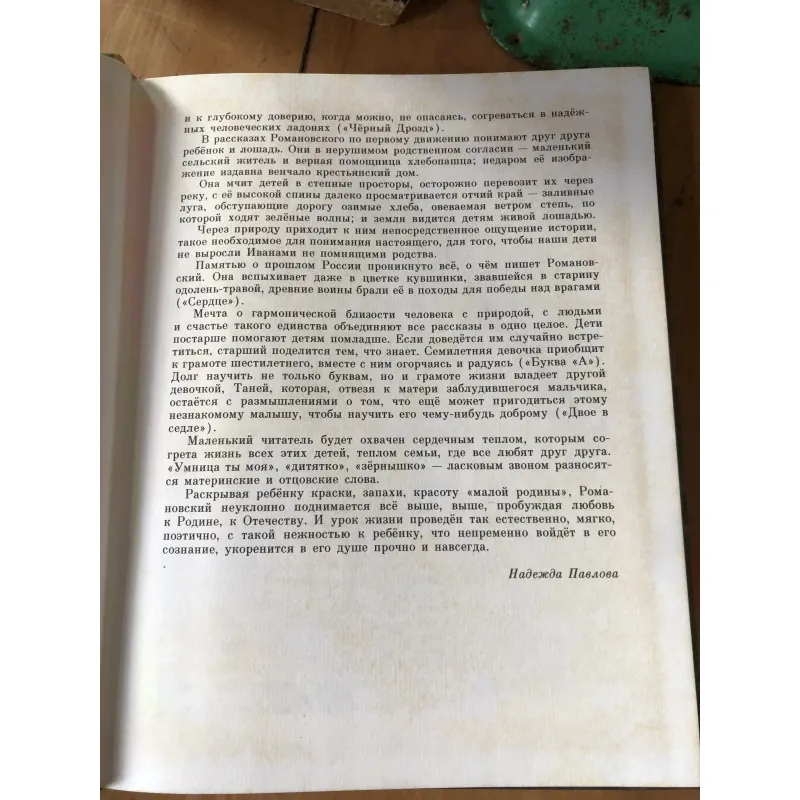 и к глубокому доверию, когда можно, не опасаясь, согреваться в надёж-
ных человеческих ладонях («Чёрный Дрозд»).
В рассказах Романовского по первому движению понимают друг друга
ребёнок и лошадь. Они в нерушимом родственном согласии — маленький
сельский житель и верная помощница хлебопашца; недаром её изобра-
жение издавна венчало крестьянский дом.
Она мчит детей в степные просторы, осторожно перевозит их через
реку, с её высокой спины далеко просматривается отчий край — заливные
луга, обступающие дорогу озимые хлеба, овеваемая ветром степь, по
которой ходят зелёные волны; и земля видится детям живой лошадью.
Через природу приходит к ним непосредственное ощущение истории,
такое необходимое для понимания настоящего, для того, чтобы наши дети
не выросли Иванами не помнящими родства.
Памятью о прошлом России проникнуто всё, о чём пишет Романов-
ский. Она вспыхивает даже в цветке кувшинки, звавшейся в старину
одолень-травой, древние воины брали её в походы для победы над врагами
(«Сердце»).
Мечта о гармонической близости человека с природой, с людьми
и счастье такого единства объединяют все рассказы в одно целое. Дети
постарше помогают детям помладше. Если доведётся им случайно встре-
титься, старший поделится тем, что знает. Семилетняя девочка приобщит
к грамоте шестилетнего, вместе с ним огорчаясь и радуясь («Буква «А»).
Долг научить не только буквам, но и грамоте жизни владеет другой
девочкой, Таней, которая, отвезя к матери заблудившегося мальчика,
остаётся с размышлениями о том, что ещё может пригодиться этому
незнакомому малышу, чтобы научить его чему-нибудь доброму («Двое в
седле»).
Маленький читатель будет охвачен сердечным теплом, которым со-
грета жизнь всех этих детей, теплом семьи, где все любят друг друга.
«Умница ты моя», «дитятко», «зёрнышко» — ласковым звоном разносят-
ся материнские и отцовские слова.
Раскрывая ребёнку краски, запахи, красоту «малой родины», Рома-
новский неуклонно поднимается всё выше, выше, пробуждая любовь
к Родине, к Отечеству. И урок жизни проведён так естественно, мягко,
поэтично, с такой нежностью к ребёнку, что непременно войдёт в его
сознание, укоренится в его душе прочно и навсегда.
Надежда Павлова